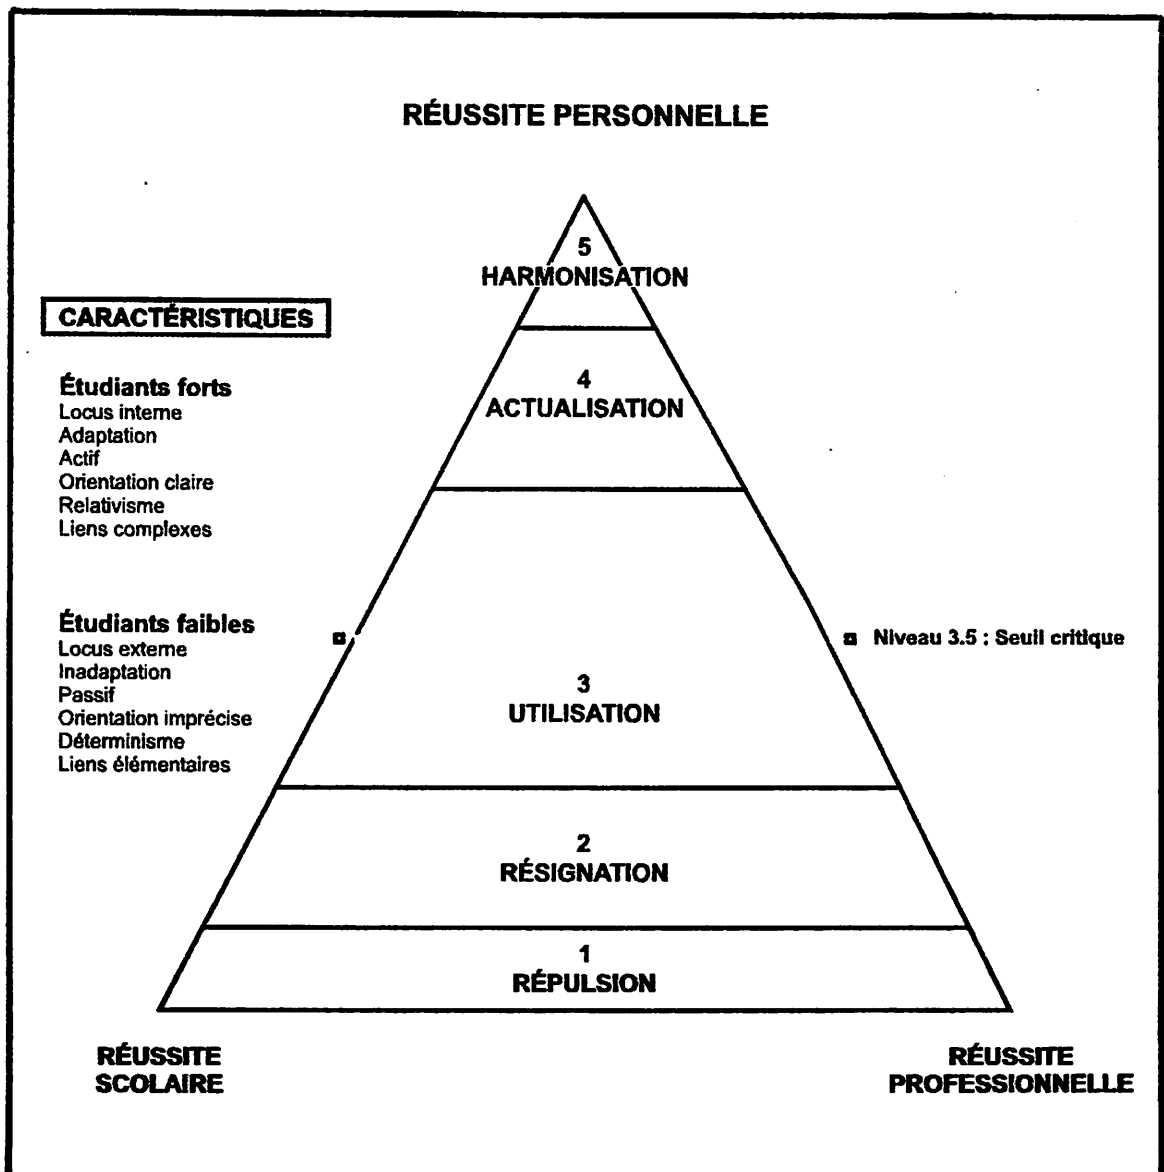 RÉUSSITE PERSONNELLE
5
HARMONISATION
CARACTÉRISTIQUES
Étudiants forts
Locus interne
Adaptation
Actif
Orientation claire
Relativisme
Liens complexes
4
ACTUALISATION
Étudiants faibles
Locus externe
Inadaptation
Passif
Orientation imprécise
Déterminisme
Liens élémentaires
Niveau 3.5 : Seuil critique
3
UTILISATION
2
RÉSIGNATION
1
RÉPULSION
RÉUSSITE
SCOLAIRE
RÉUSSITE
PROFESSIONNELLE